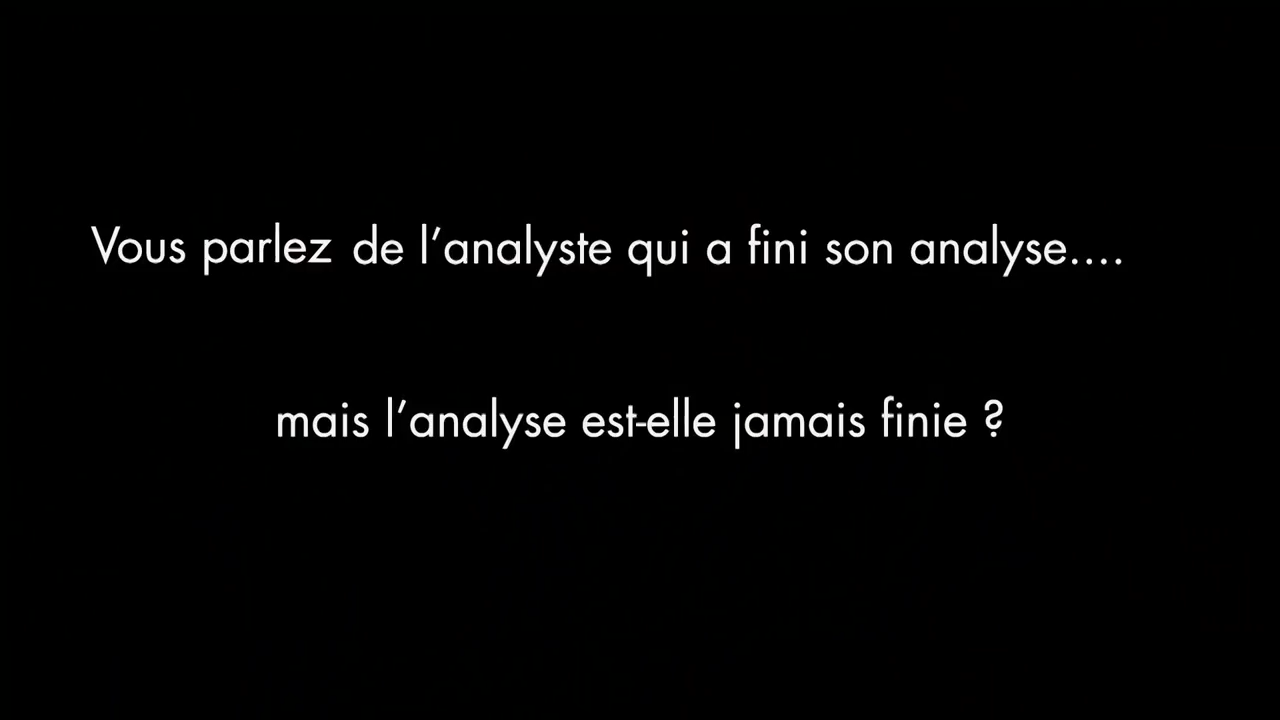 Vous parlez de l’analyste qui a fini son analyse....
mais l’analyse est-elle jamais finie ?